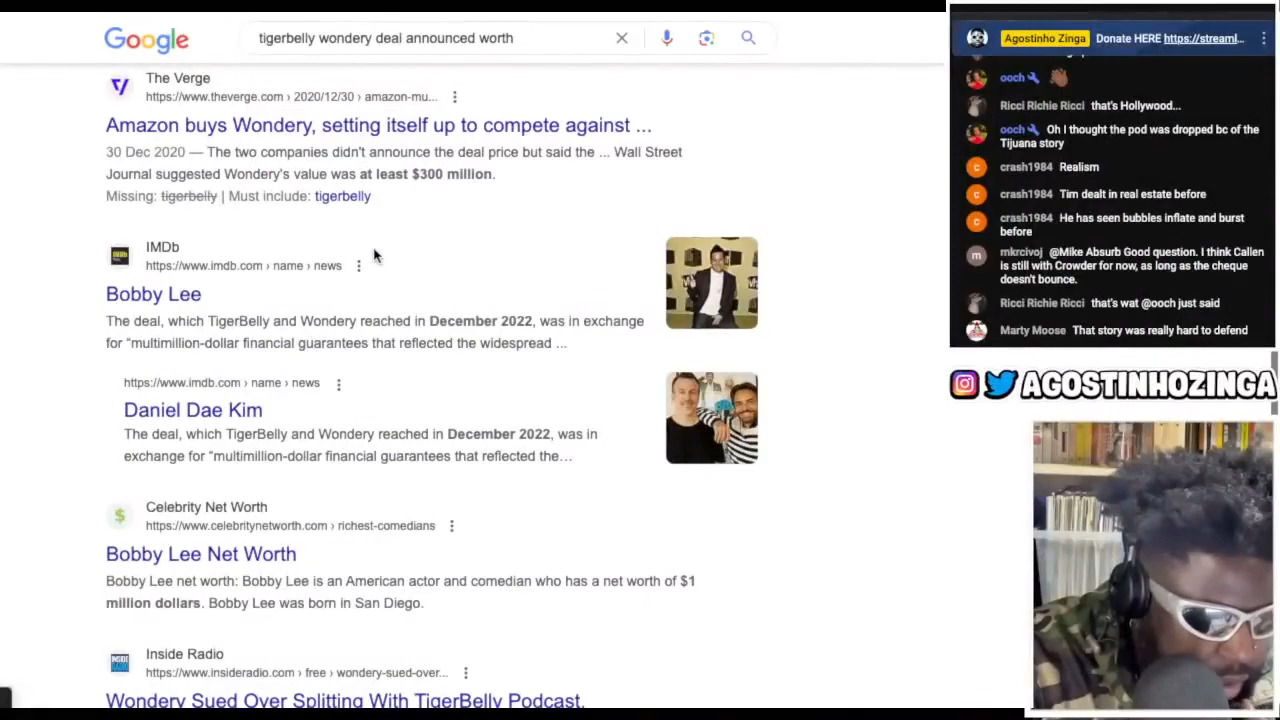 Google
tigerbelly wondery deal announced worth
The Verge
https://www.theverge.com › 2020/12/30 › amazon-mu...
Amazon buys Wondery, setting itself up to compete against ...
30 Dec 2020 — The two companies didn't announce the deal price but said the ... Wall Street
Journal suggested Wondery's value was at least $300 million.
Missing: tigerbelly | Must include: tigerbelly
IMDb
https://www.imdb.com › name › news
Bobby Lee
The deal, which TigerBelly and Wondery reached in December 2022, was in exchange
for “multimillion-dollar financial guarantees that reflected the widespread ...
https://www.imdb.com › name › news
Daniel Dae Kim
The deal, which TigerBelly and Wondery reached in December 2022, was in
exchange for “multimillion-dollar financial guarantees that reflected the...
Celebrity Net Worth
https://www.celebritynetworth.com › richest-comedians
Bobby Lee Net Worth
Bobby Lee net worth: Bobby Lee is an American actor and comedian who has a net worth of $1
million dollars. Bobby Lee was born in San Diego.
Inside Radio
https://www.insideradio.com › free › wondery-sued-over...
Wondery Sued Over Splitting With TigerBelly Podcast.
Agostinho Zinga Donate HERE https://streaml...
ooch
Ricci Richie Ricci that's Hollywood...
ooch Oh I thought the pod was dropped bc of the
Tijuana story
crash1984 Realism
crash1984 Tim dealt in real estate before
crash1984 He has seen bubbles inflate and burst
before
mkrcivoj @Mike Absurb Good question. I think Callen
is still with Crowder for now, as long as the cheque
doesn't bounce.
Ricci Richie Ricci that's wat @ooch just said
Marty Moose That story was really hard to defend
AGOSTINHOZINGA